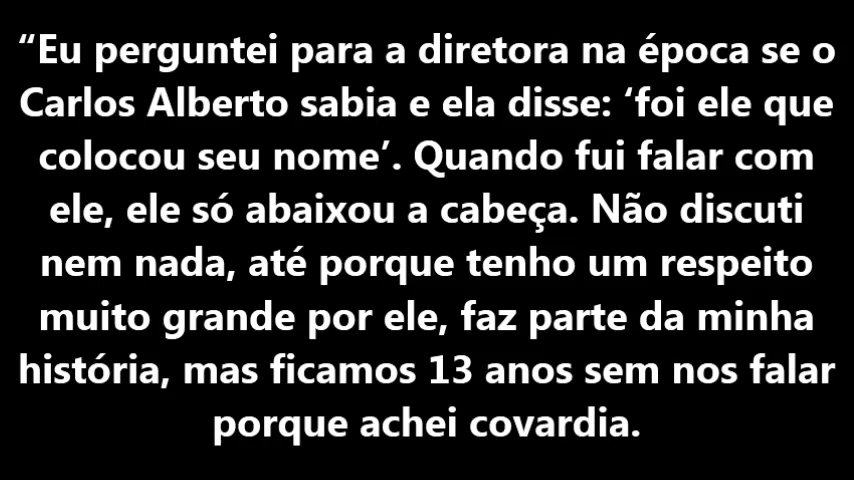 “Eu perguntei para a diretora na época se o
Carlos Alberto sabia e ela disse: ‘foi ele que
colocou seu nome’. Quando fui falar com
ele, ele só abaixou a cabeça. Não discuti
nem nada, até porque tenho um respeito
muito grande por ele, faz parte da minha
história, mas ficamos 13 anos sem nos falar
porque achei covardia.